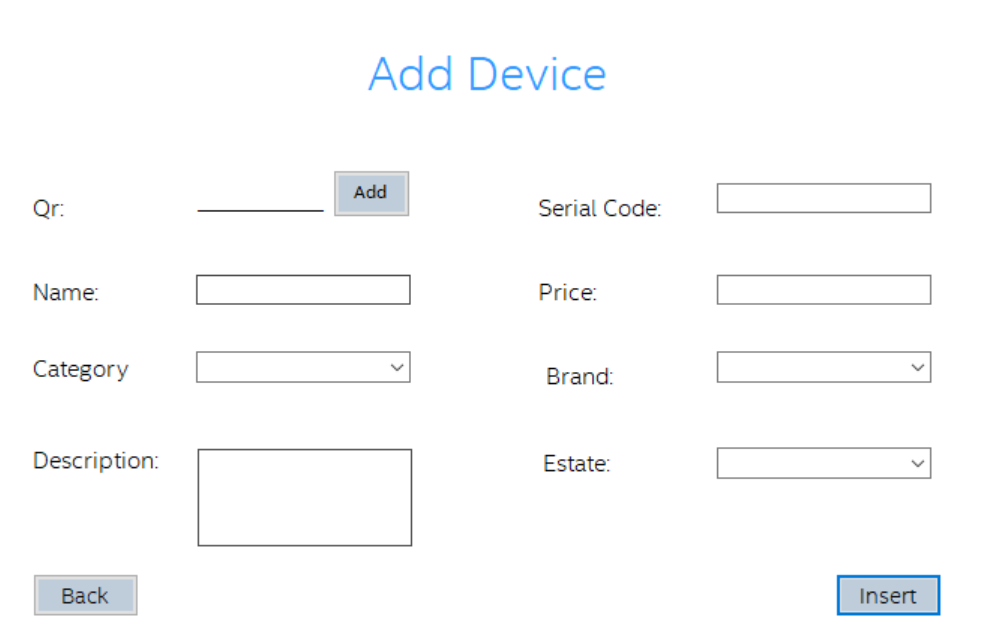 Add Device
Qr:
Add
Serial Code:
Name:
Price:
Category
Brand:
Description:
Estate:
Back
Insert